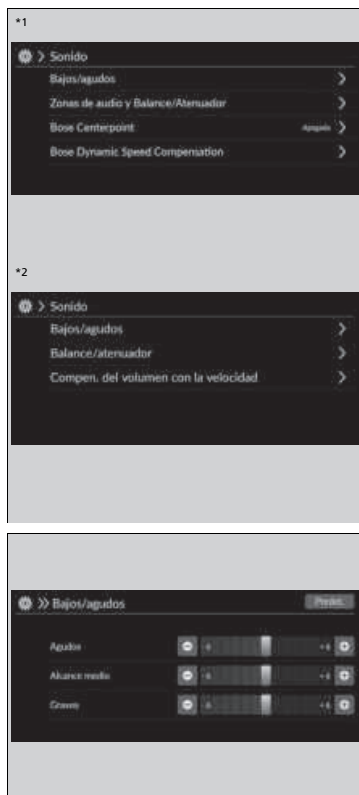 *1
Sonido
Bajos/agudos
Zonas de audio y Balance/Atenuador
Bose Centerpoint Apagado
Bose Dynamic Speed Compensation
*2
Sonido
Bajos/agudos
Balance/atenuador
Compen. del volumen con la velocidad
Bajos/agudos Predet.
Agudos
Alcance medio
Graves